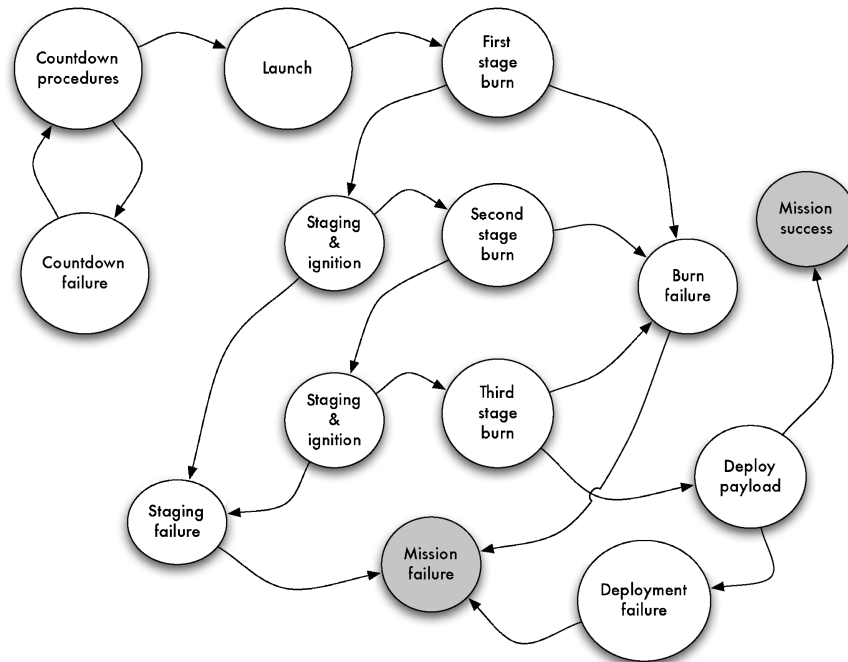 Countdown
procedures
Launch
First
stage
burn
Countdown
failure
Staging
&
ignition
Second
stage
burn
Burn
failure
Mission
success
Staging
&
ignition
Third
stage
burn
Deploy
payload
Staging
failure
Mission
failure
Deployment
failure